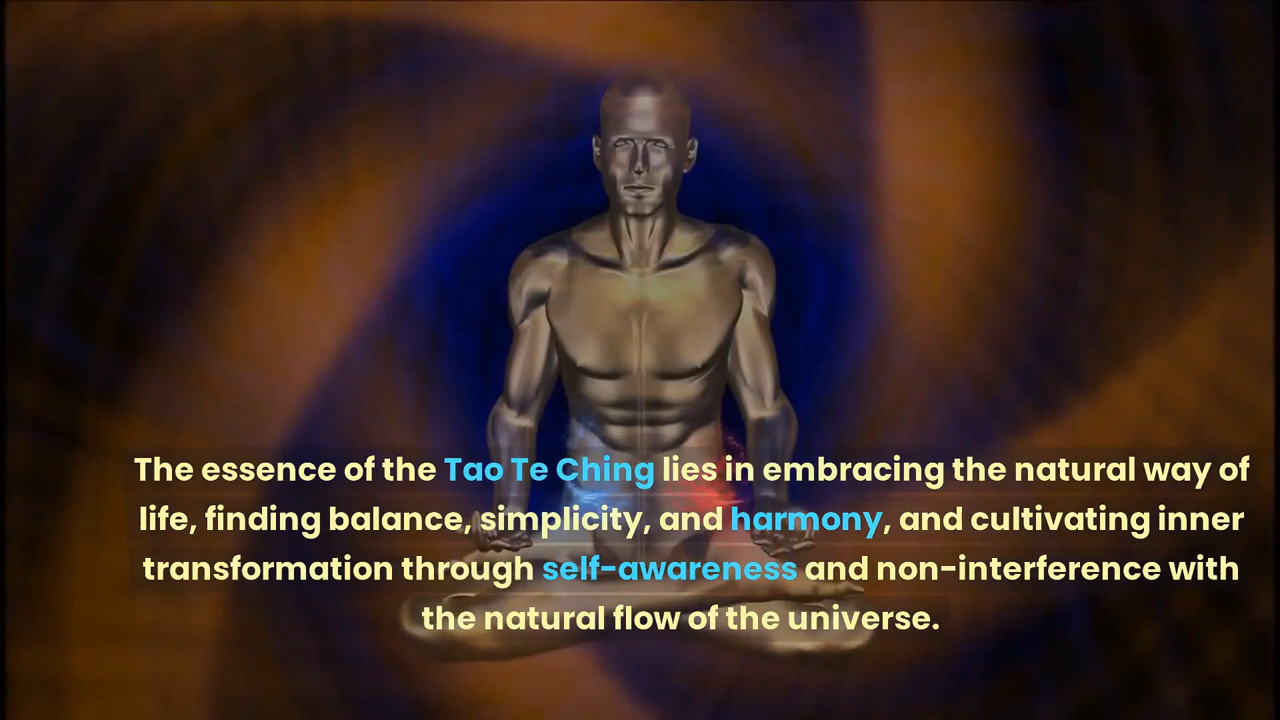 The essence of the Tao Te Ching lies in embracing the natural way of
life, finding balance, simplicity, and harmony, and cultivating inner
transformation through self-awareness and non-interference with
the natural flow of the universe.